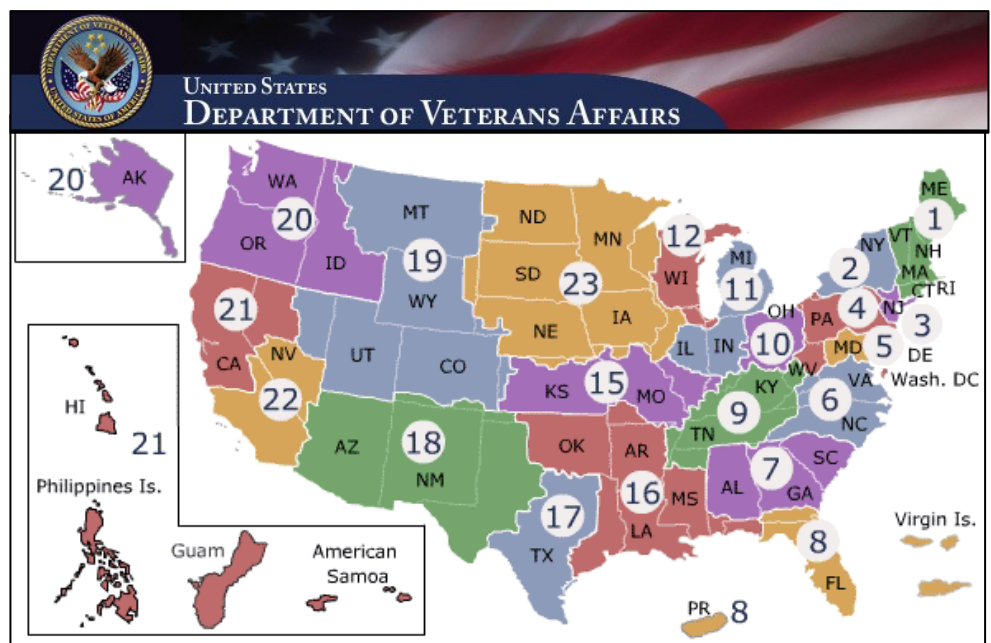 DEPARTMENT OF VETERANS AFFAIRS
UNITED STATES OF AMERICA
UNITED STATES
DEPARTMENT OF VETERANS AFFAIRS
20
AK
WA
20
OR
ID
MT
19
WY
ND
MN
SD
23
NE
IA
12
WI
MI
11
ME
1
VT
NH
NY
2
MA
CT
RI
NJ
3
PA
4
OH
10
MD
5
DE
WV
Wash. DC
21
CA
NV
22
UT
CO
KS
15
MO
IL
IN
KY
9
TN
VA
6
NC
AZ
18
NM
OK
AR
16
MS
LA
AL
7
GA
SC
17
TX
8
FL
PR
8
Virgin Is.
HI
21
Philippines Is.
Guam
American
Samoa